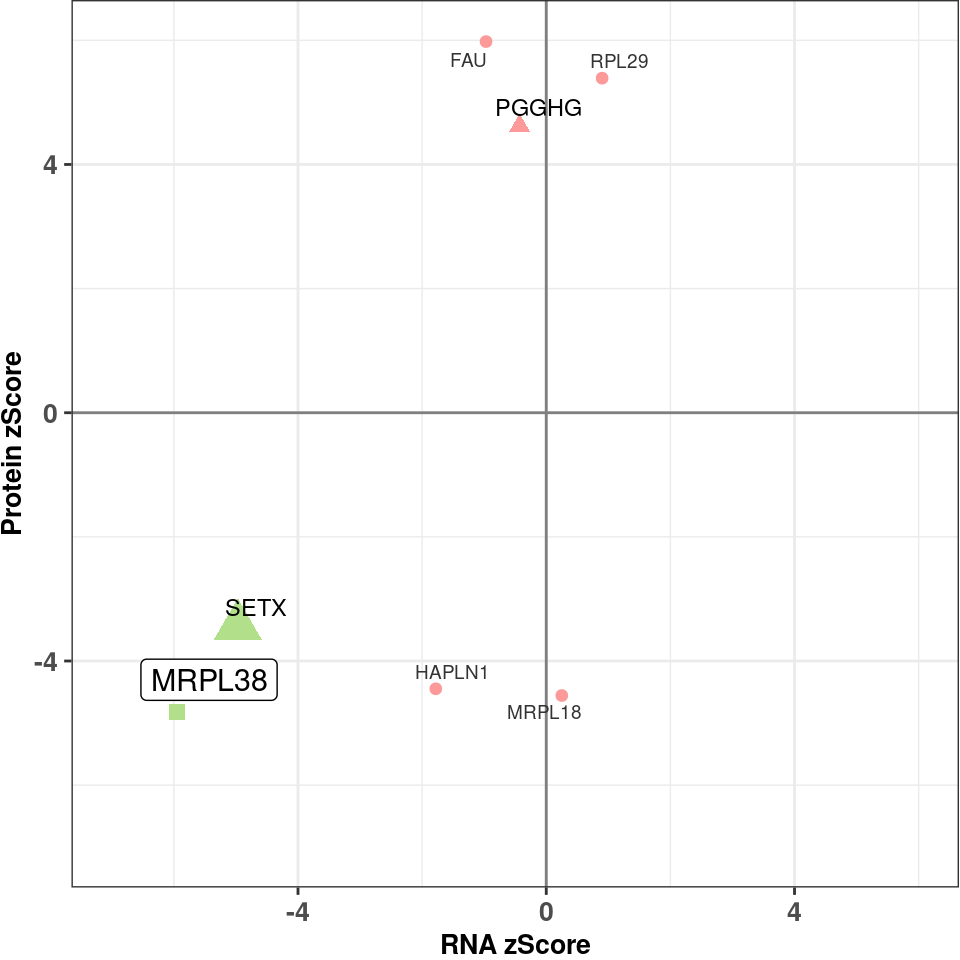 FAU
RPL29
PGGHG
4
0
Protein zScore
SETX
-4
MRPL38
HAPLN1
MRPL18
-4
0
4
RNA zScore